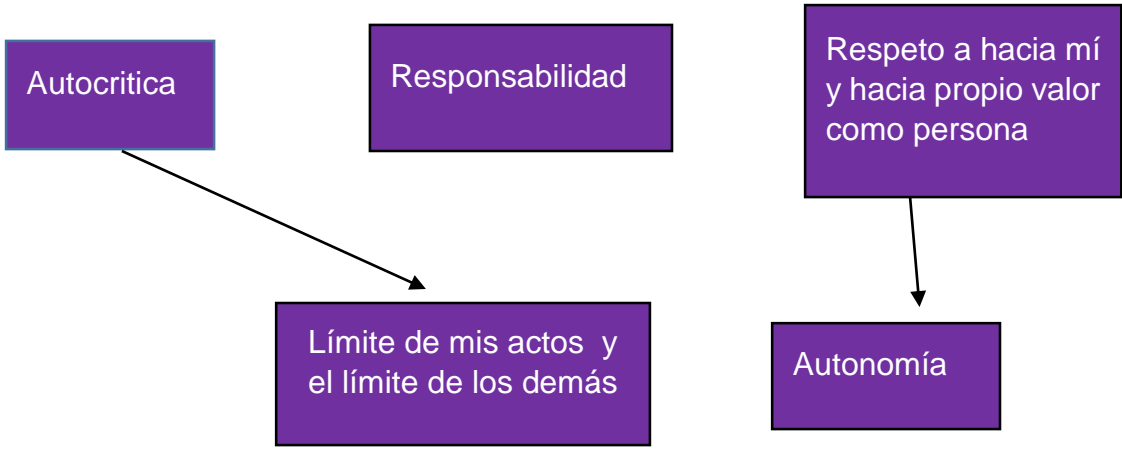 Autocritica
Responsabilidad
Respeto a hacia mí
y hacia propio valor
como persona
Límite de mis actos y
el límite de los demás
Autonomía